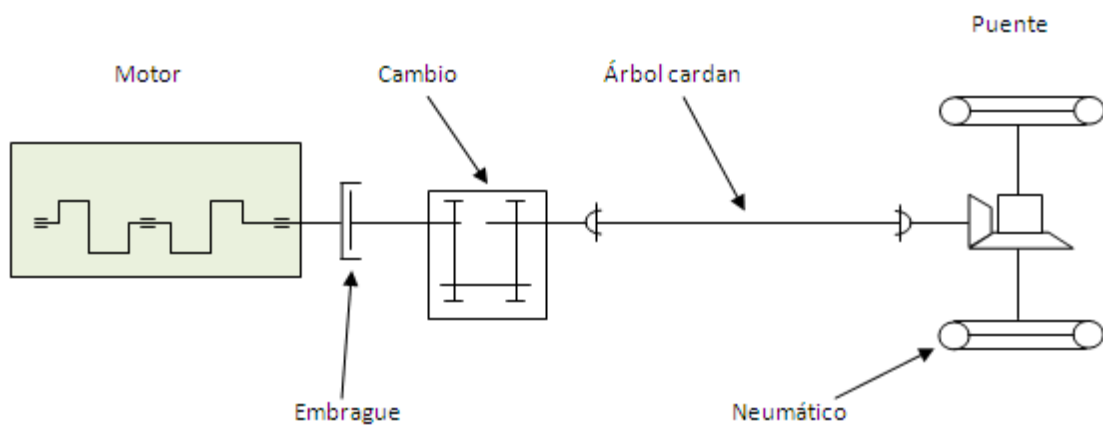 Puente
Motor
Cambio
Árbol cardan
Embrague
Neumático